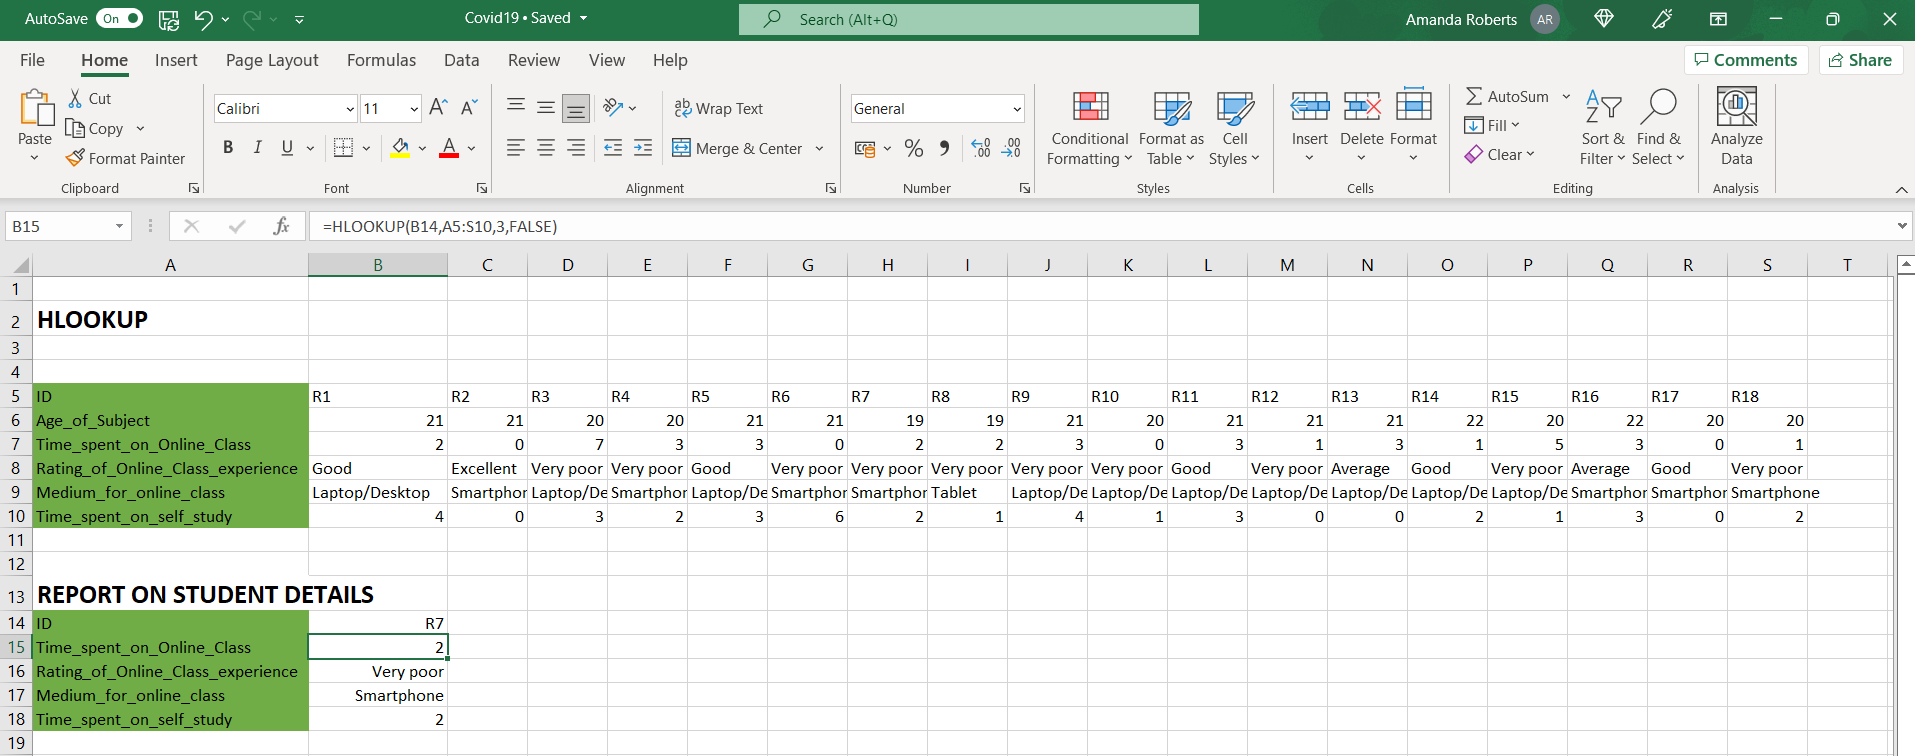 AutoSave On Covid19 • Saved Search (Alt+Q) Amanda Roberts AR
File Home Insert Page Layout Formulas Data Review View Help Comments Share
Paste Cut Copy Format Painter Clipboard
Calibri 11 A A B I U A Font
Wrap Text Merge & Center Alignment
General % Number
Conditional Formatting Format as Table Cell Styles Styles
Insert Delete Format Cells
AutoSum Fill Clear Sort & Filter Find & Select Editing
Analyze Data Analysis
B15 fx =HLOOKUP(B14,A5:S10,3,FALSE)
A B C D E F G H I J K L M N O P Q R S T
1
2 HLOOKUP
3
4
5 ID R1 R2 R3 R4 R5 R6 R7 R8 R9 R10 R11 R12 R13 R14 R15 R16 R17 R18
6 Age_of_Subject 21 21 20 20 21 21 19 19 21 20 21 21 21 22 20 22 20 20
7 Time_spent_on_Online_Class 2 0 7 3 3 0 2 2 3 0 3 1 3 1 5 3 0 1
8 Rating_of_Online_Class_experience Good Excellent Very poor Very poor Good Very poor Very poor Very poor Very poor Very poor Good Very poor Average Good Very poor Average Good Very poor
9 Medium_for_online_class Laptop/Desktop Smartphor Laptop/De Smartphor Laptop/De Smartphor Smartphor Tablet Laptop/De Laptop/De Laptop/De Laptop/De Laptop/De Laptop/De Laptop/De Smartphor Smartphor Smartphone
10 Time_spent_on_self_study 4 0 3 2 3 6 2 1 4 1 3 0 0 2 1 3 0 2
11
12
13 REPORT ON STUDENT DETAILS
14 ID R7
15 Time_spent_on_Online_Class 2
16 Rating_of_Online_Class_experience Very poor
17 Medium_for_online_class Smartphone
18 Time_spent_on_self_study 2
19